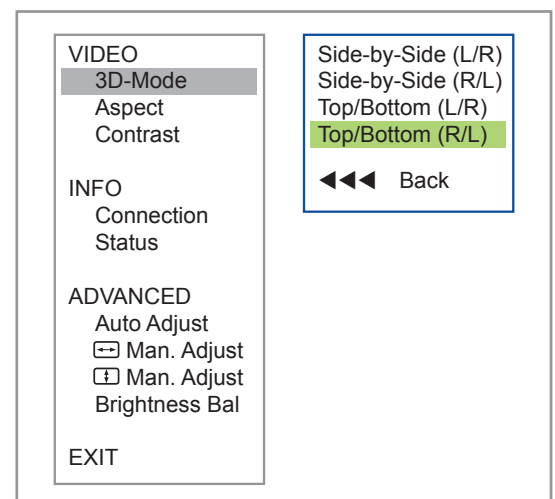 VIDEO
3D-Mode
Aspect
Contrast
INFO
Connection
Status
ADVANCED
Auto Adjust
Man. Adjust
Man. Adjust
Brightness Bal
EXIT
Side-by-Side (L/R)
Side-by-Side (R/L)
Top/Bottom (L/R)
Top/Bottom (R/L)
◀◀◀ Back